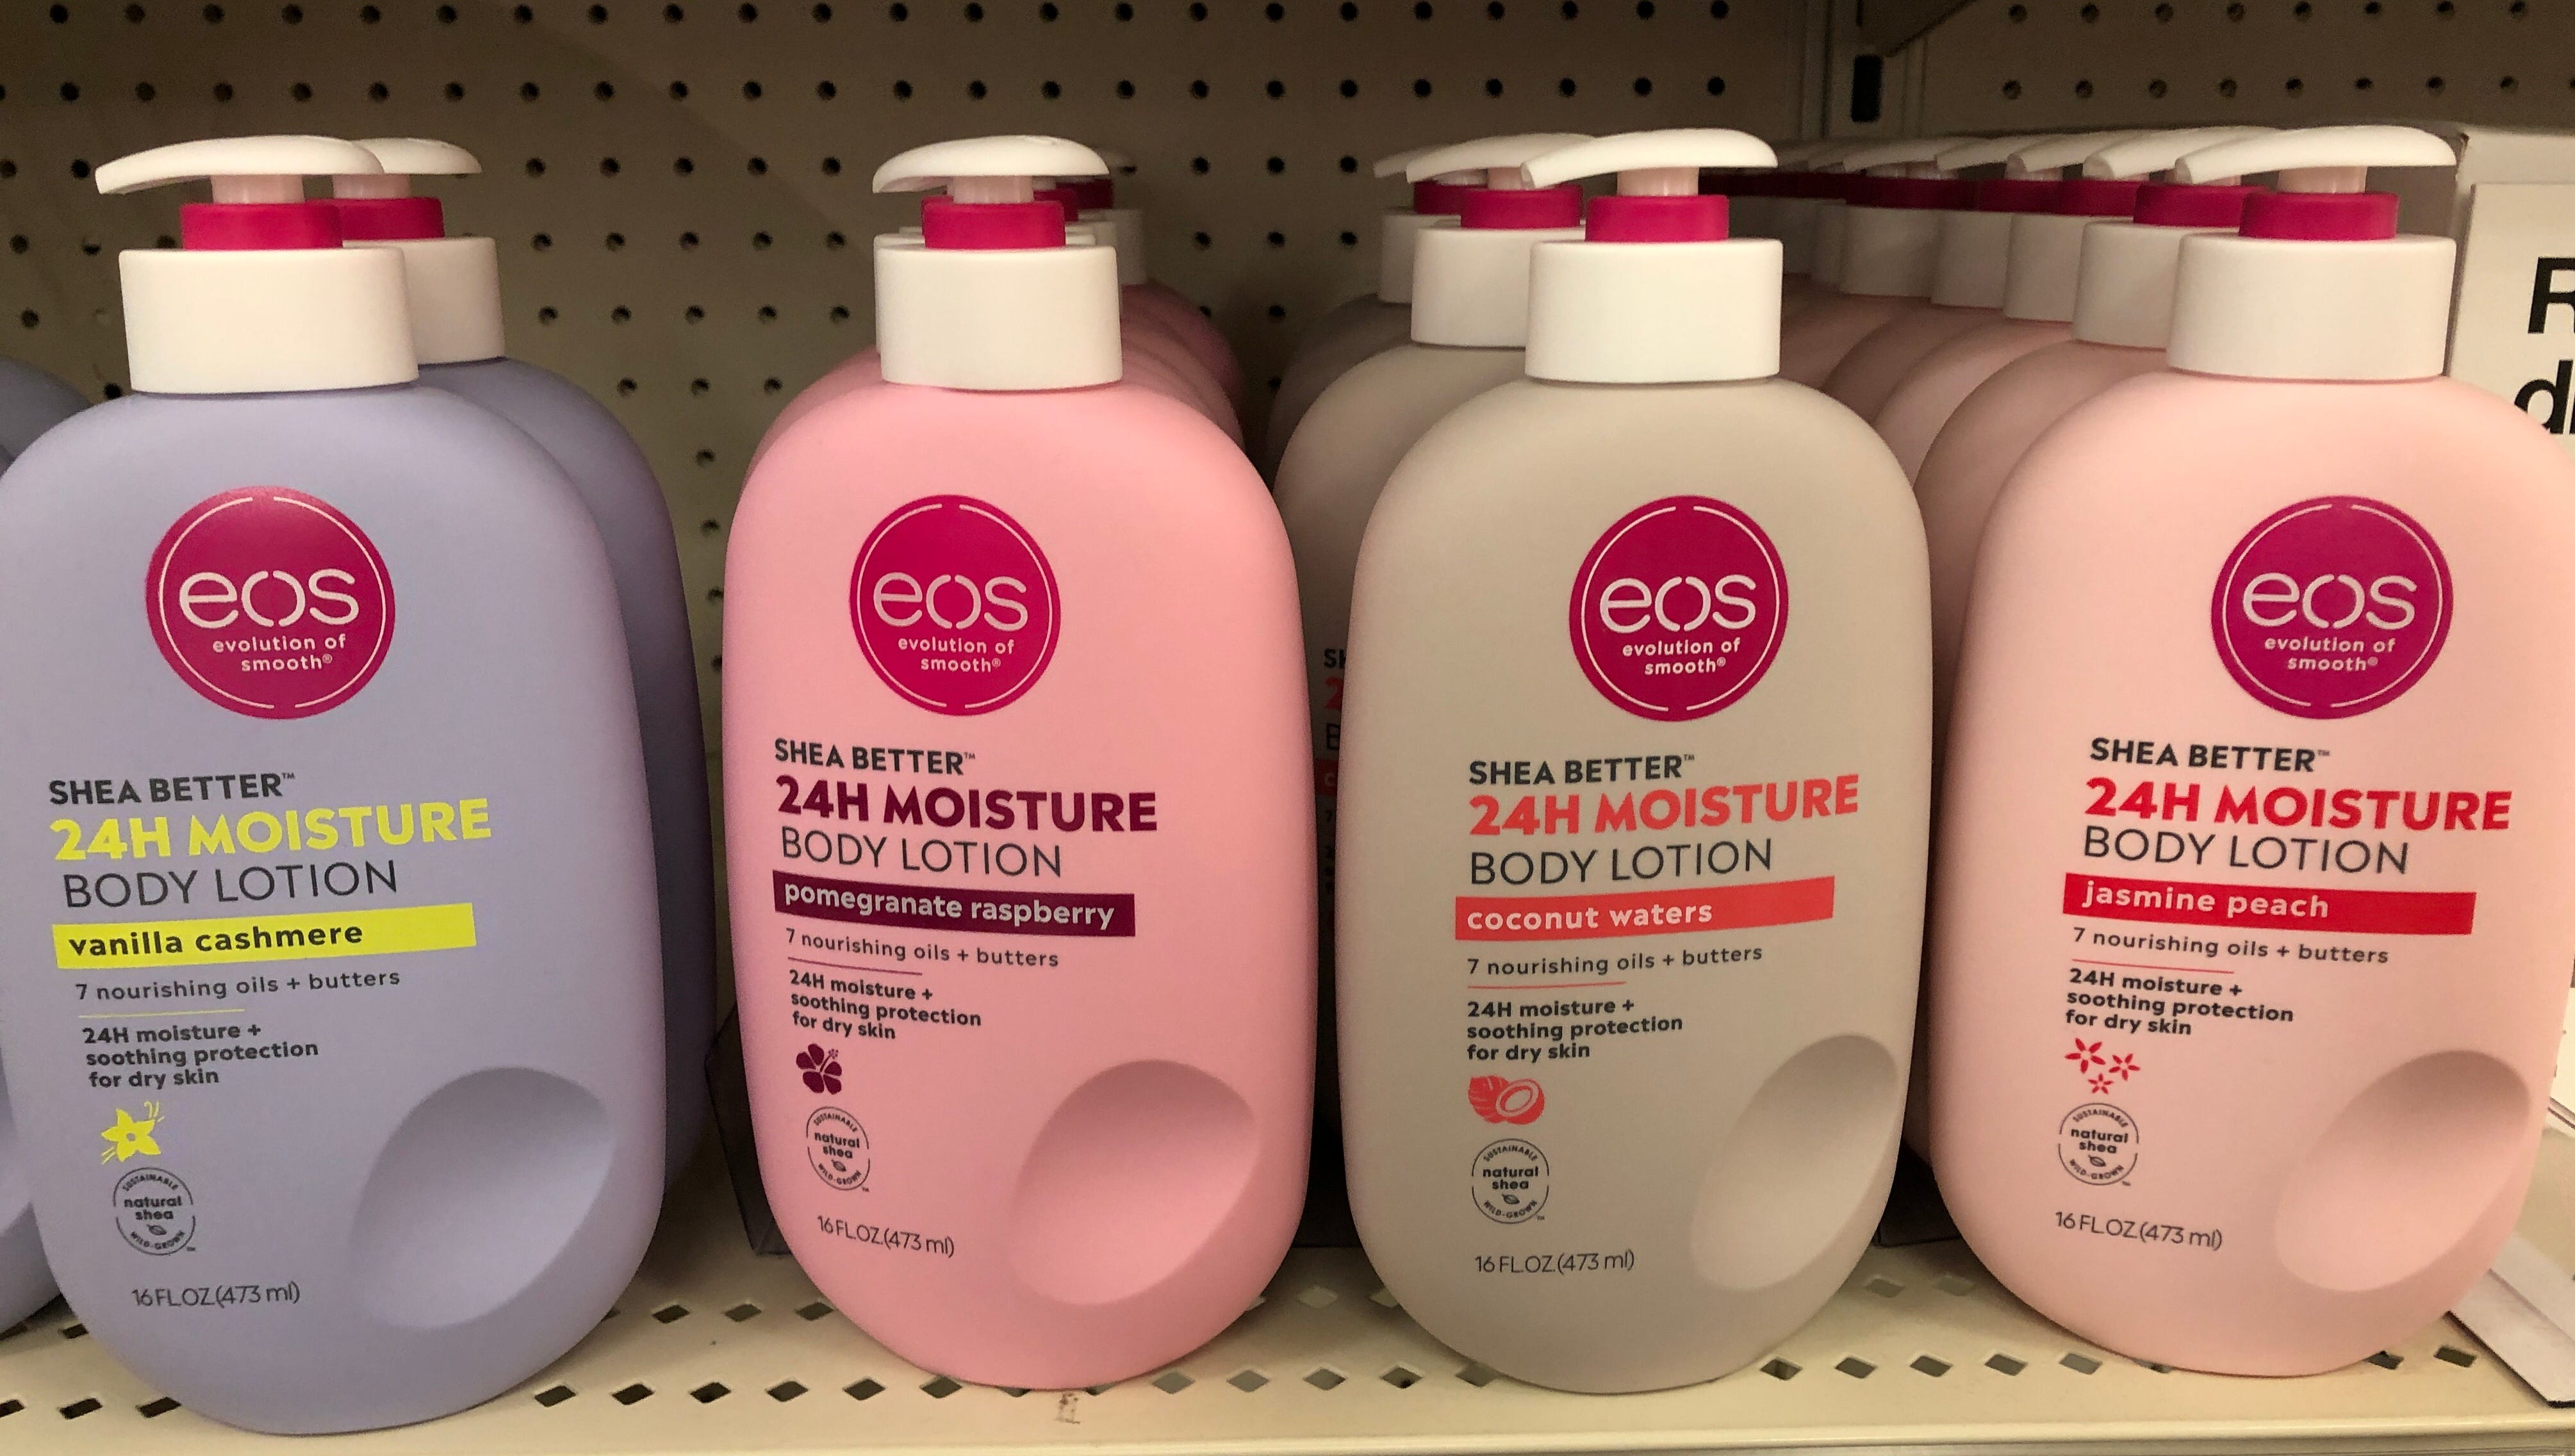 eos
evolution of
smooth®
SHEA BETTER™
24H MOISTURE
BODY LOTION
vanilla cashmere
7 nourishing oils + butters
24H moisture +
soothing protection
for dry skin
SUSTAINABLE
natural
shea
WILD-GROWN
16 FL.OZ.(473 ml)
eos
evolution of
smooth®
SHEA BETTER™
24H MOISTURE
BODY LOTION
pomegranate raspberry
7 nourishing oils + butters
24H moisture +
soothing protection
for dry skin
SUSTAINABLE
natural
shea
WILD-GROWN
16 FL.OZ.(473 ml)
eos
evolution of
smooth®
SHEA BETTER™
24H MOISTURE
BODY LOTION
coconut waters
7 nourishing oils + butters
24H moisture +
soothing protection
for dry skin
SUSTAINABLE
natural
shea
WILD-GROWN
16 FL.OZ.(473 ml)
eos
evolution of
smooth®
SHEA BETTER™
24H MOISTURE
BODY LOTION
jasmine peach
7 nourishing oils + butters
24H moisture +
soothing protection
for dry skin
SUSTAINABLE
natural
shea
WILD-GROWN
16 FL.OZ.(473 ml)